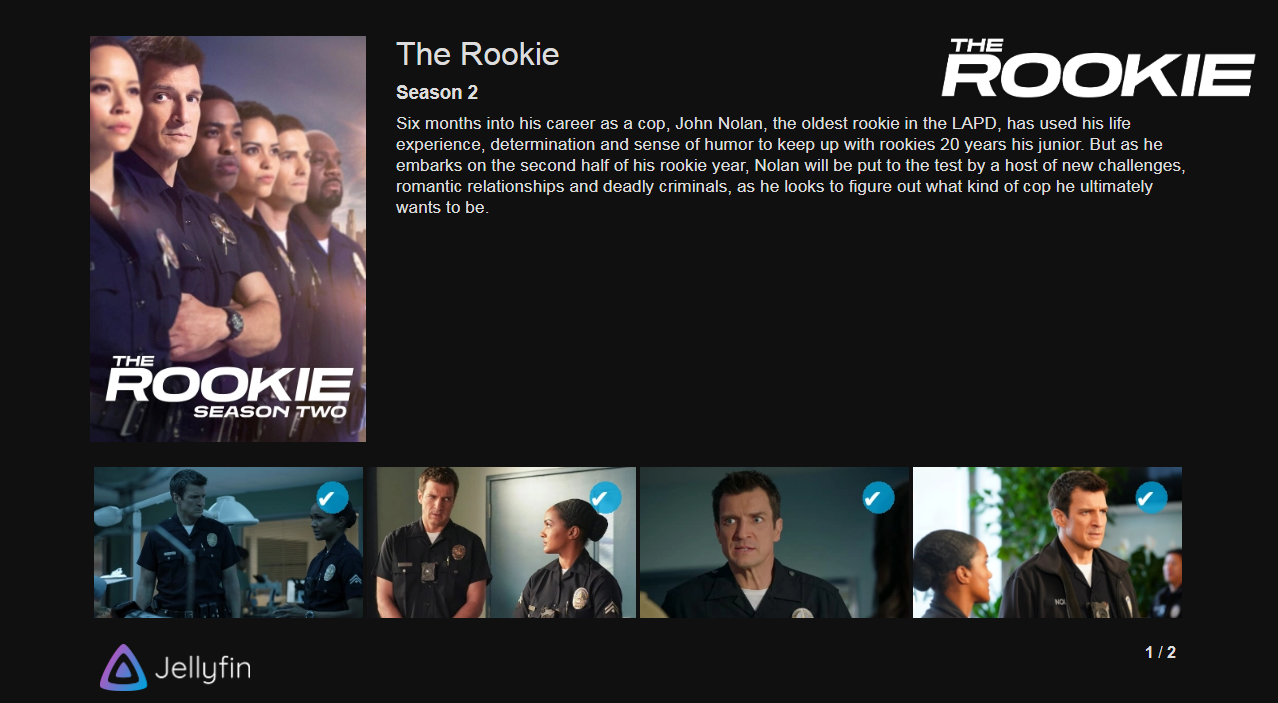 The Rookie
Season 2
Six months into his career as a cop, John Nolan, the oldest rookie in the LAPD, has used his life
experience, determination and sense of humor to keep up with rookies 20 years his junior. But as he
embarks on the second half of his rookie year, Nolan will be put to the test by a host of new challenges,
romantic relationships and deadly criminals, as he looks to figure out what kind of cop he ultimately
wants to be.
THE
ROOKIE
THE
ROOKIE
SEASON TWO
Jellyfin
1 / 2